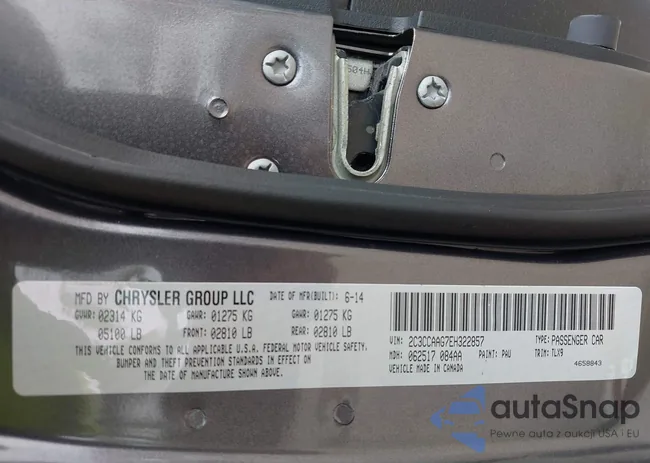 S04H
MFD BY CHRYSLER GROUP LLC DATE OF MFR(BUILT): 6-14
GVWR: 02314 KG GAWR: 01275 KG GAWR: 01275 KG
05100 LB FRONT: 02810 LB REAR: 02810 LB
THIS VEHICLE CONFORMS TO ALL APPLICABLE U.S.A. FEDERAL MOTOR VEHICLE SAFETY,
BUMPER AND THEFT PREVENTION STANDARDS IN EFFECT ON
THE DATE OF MANUFACTURE SHOWN ABOVE.
VIN: 2C3CCAAG7EH322857 TYPE: PASSENGER CAR
MDH: 062517 084AA PAINT: PAU TRIM: TLX9
VEHICLE MADE IN CANADA 4658843
autaSnap
Pewne auta z aukcji USA i EU